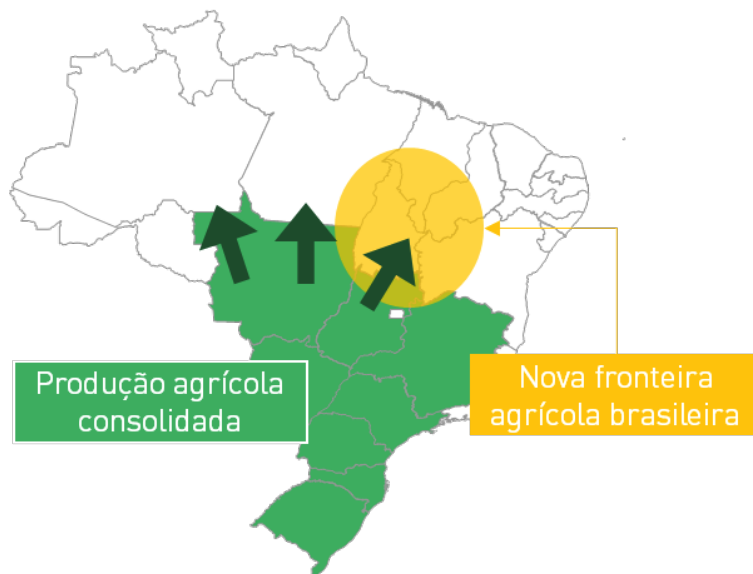 Produção agrícola
consolidada
Nova fronteira
agrícola brasileira